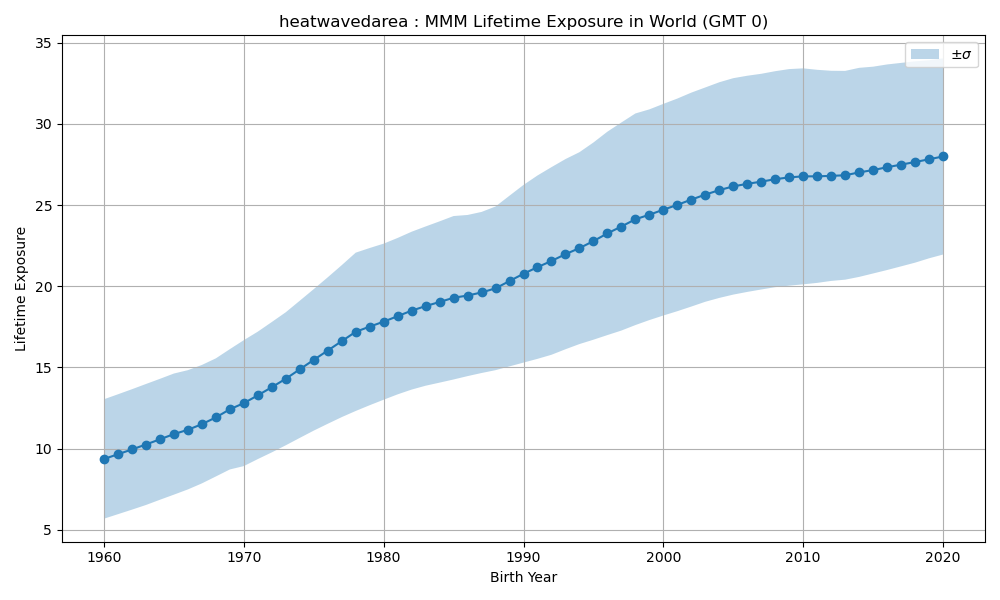 heatwavedarea : MMM Lifetime Exposure in World (GMT 0)
±σ
Lifetime Exposure
35
30
25
20
15
10
5
1960 1970 1980 1990 2000 2010 2020
Birth Year